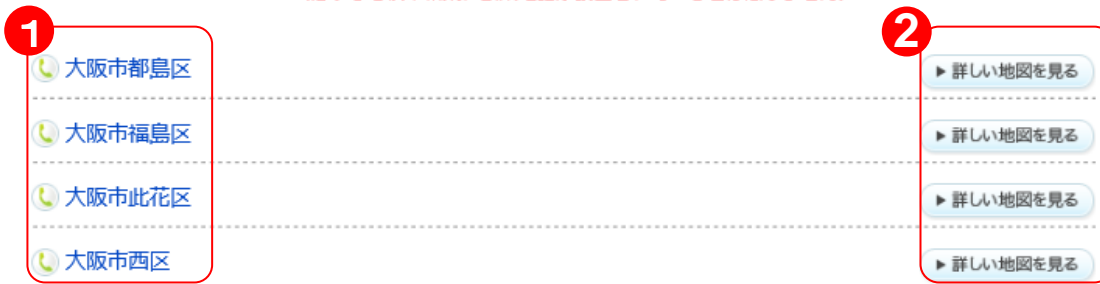 1
2
大阪市都島区
▶ 詳しい地図を見る
大阪市福島区
▶ 詳しい地図を見る
大阪市此花区
▶ 詳しい地図を見る
大阪市西区
▶ 詳しい地図を見る